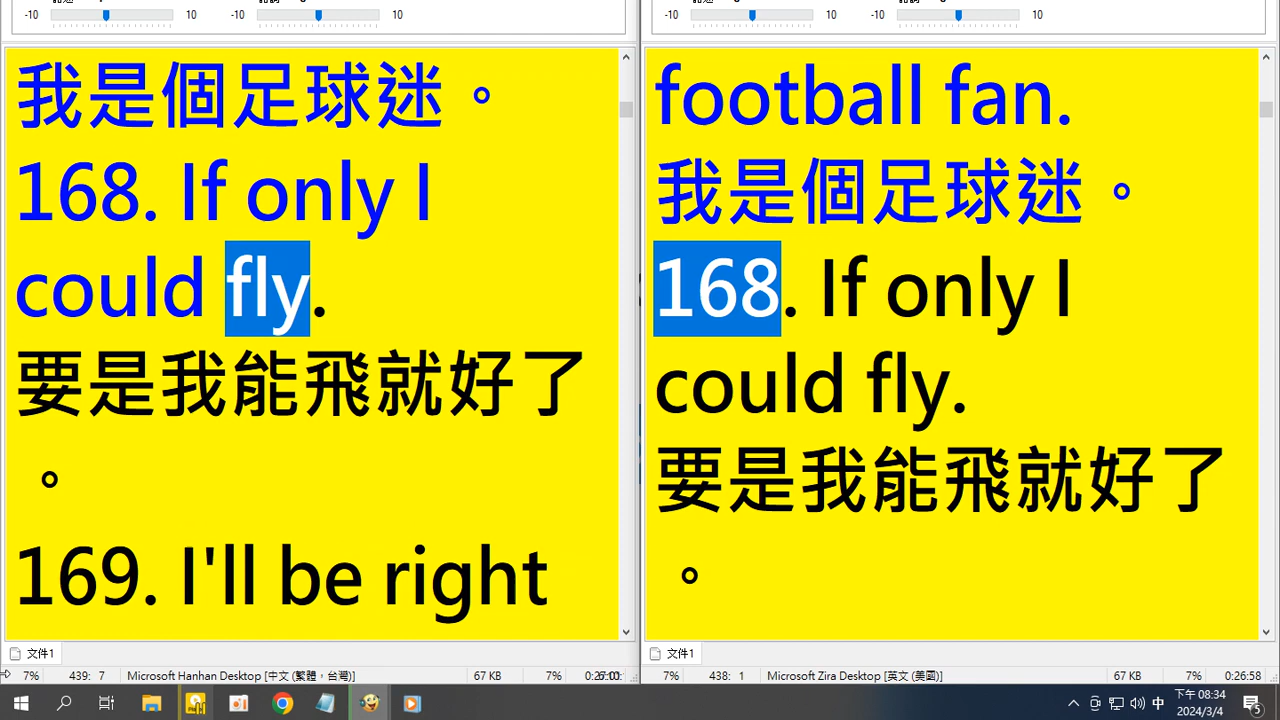 -10 10 -10 10
我是個足球迷。
168. If only I
could fly.
要是我能飛就好了
。
169. I'll be right
文件1
7% 439: 7 Microsoft Hanhan Desktop [中文 (繁體，台灣)] 67 KB 7%
-10 10 -10 10
football fan.
我是個足球迷。
168. If only I
could fly.
要是我能飛就好了
。
文件1
7% 438: 1 Microsoft Zira Desktop [英文 (美國)] 67 KB 7% 0:26:58
中
下午 08:34
2024/3/4
5